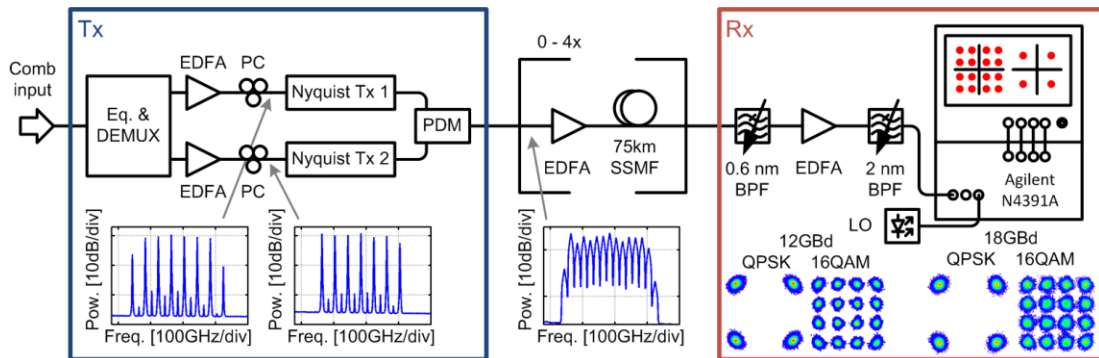 Tx
Comb
input
Eq. &
DEMUX
EDFA
PC
Nyquist Tx 1
EDFA
PC
Nyquist Tx 2
PDM
Pow. [10dB/div]
Freq. [100GHz/div]
Pow. [10dB/div]
Freq. [100GHz/div]
0 - 4x
EDFA
75km
SSMF
Pow. [10dB/div]
Freq. [100GHz/div]
Rx
0.6 nm
BPF
EDFA
2 nm
BPF
Agilent
N4391A
LO
12GBd
QPSK 16QAM
18GBd
QPSK 16QAM